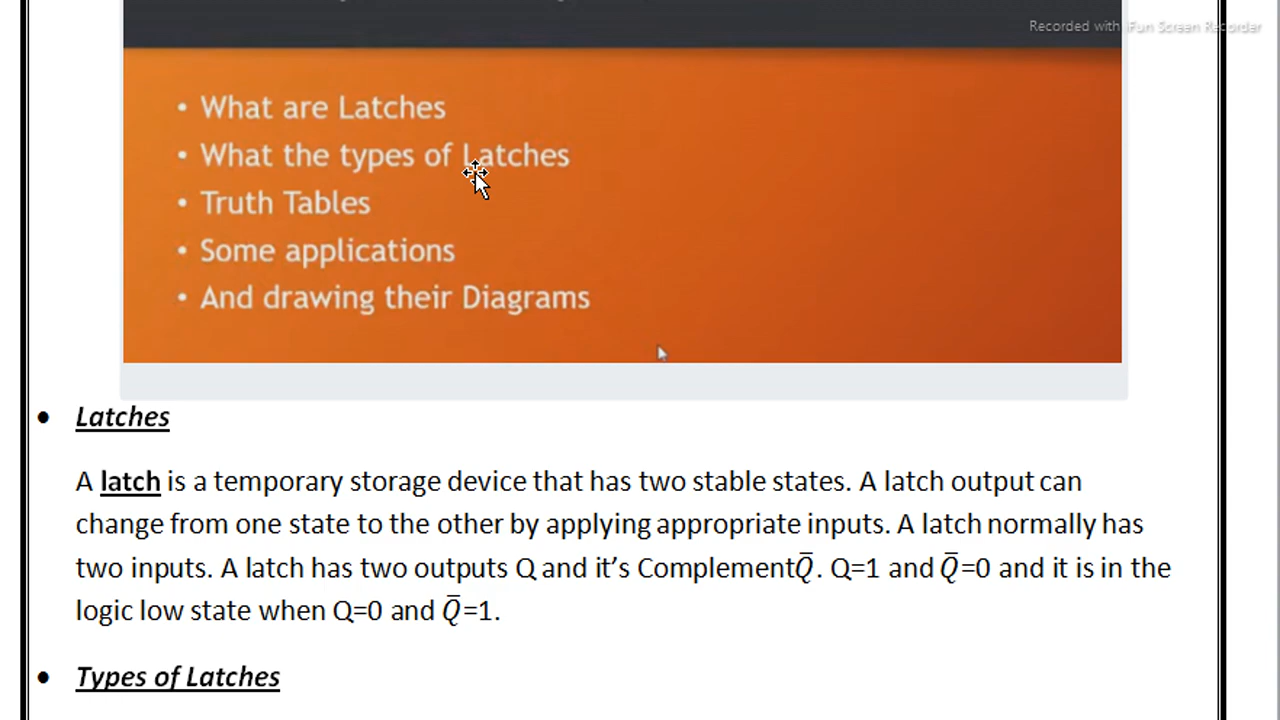 Recorded with iFun Screen Recorder
• What are Latches
• What the types of Latches
• Truth Tables
• Some applications
• And drawing their Diagrams
• Latches
A latch is a temporary storage device that has two stable states. A latch output can
change from one state to the other by applying appropriate inputs. A latch normally has
two inputs. A latch has two outputs Q and it’s ComplementQ̅. Q=1 and Q̅=0 and it is in the
logic low state when Q=0 and Q̅=1.
• Types of Latches